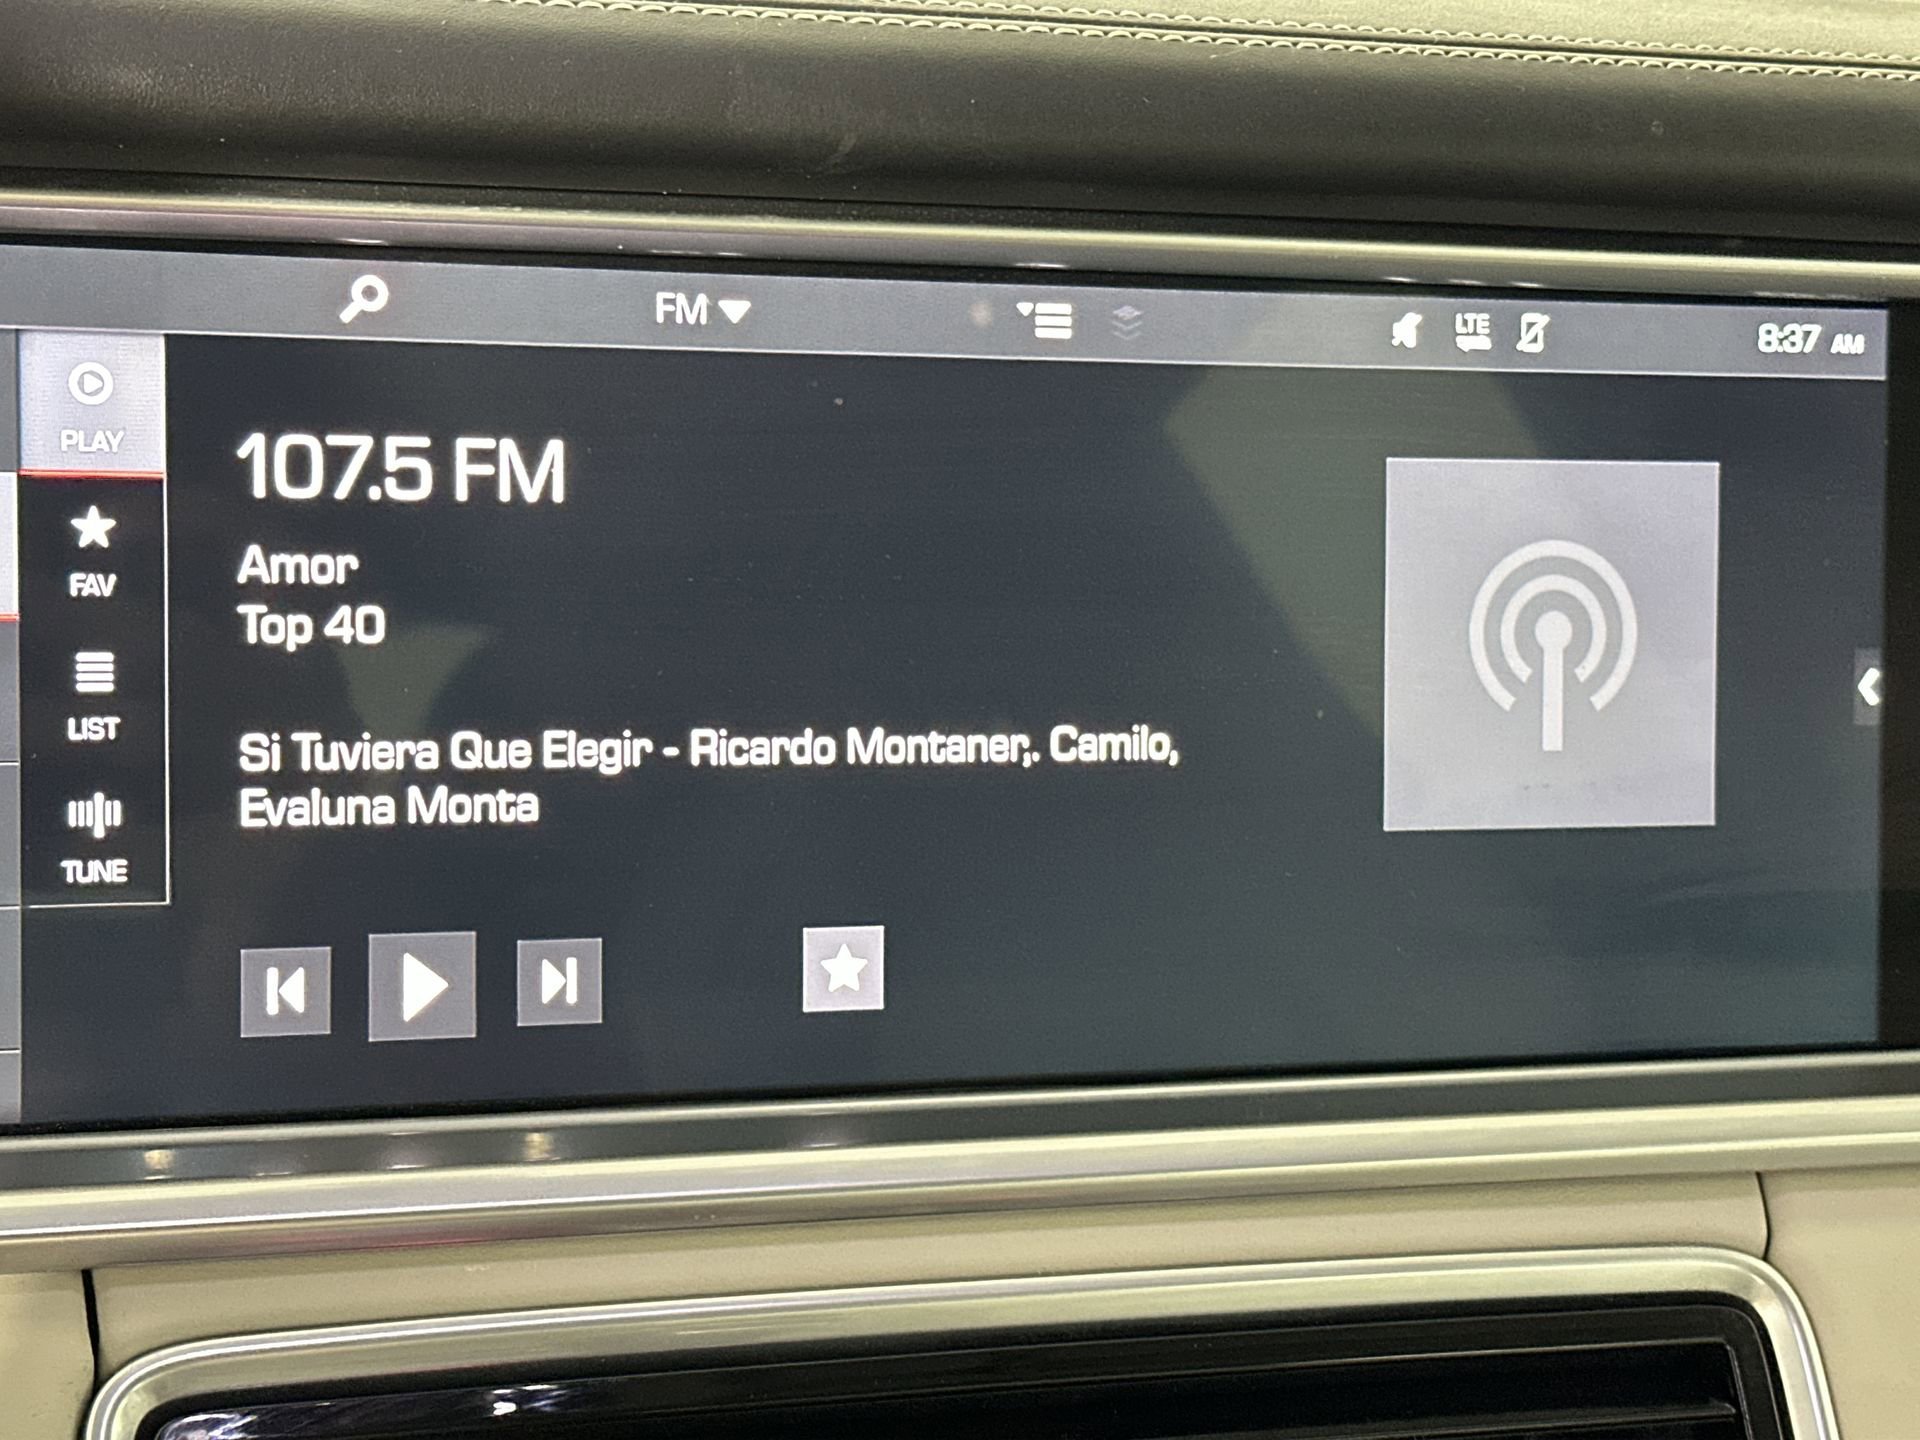 FM
LTE
8:37 AM
PLAY
FAV
LIST
TUNE
107.5 FM
Amor
Top 40
Si Tuviera Que Elegir - Ricardo Montaner,. Camilo,
Evaluna Monta